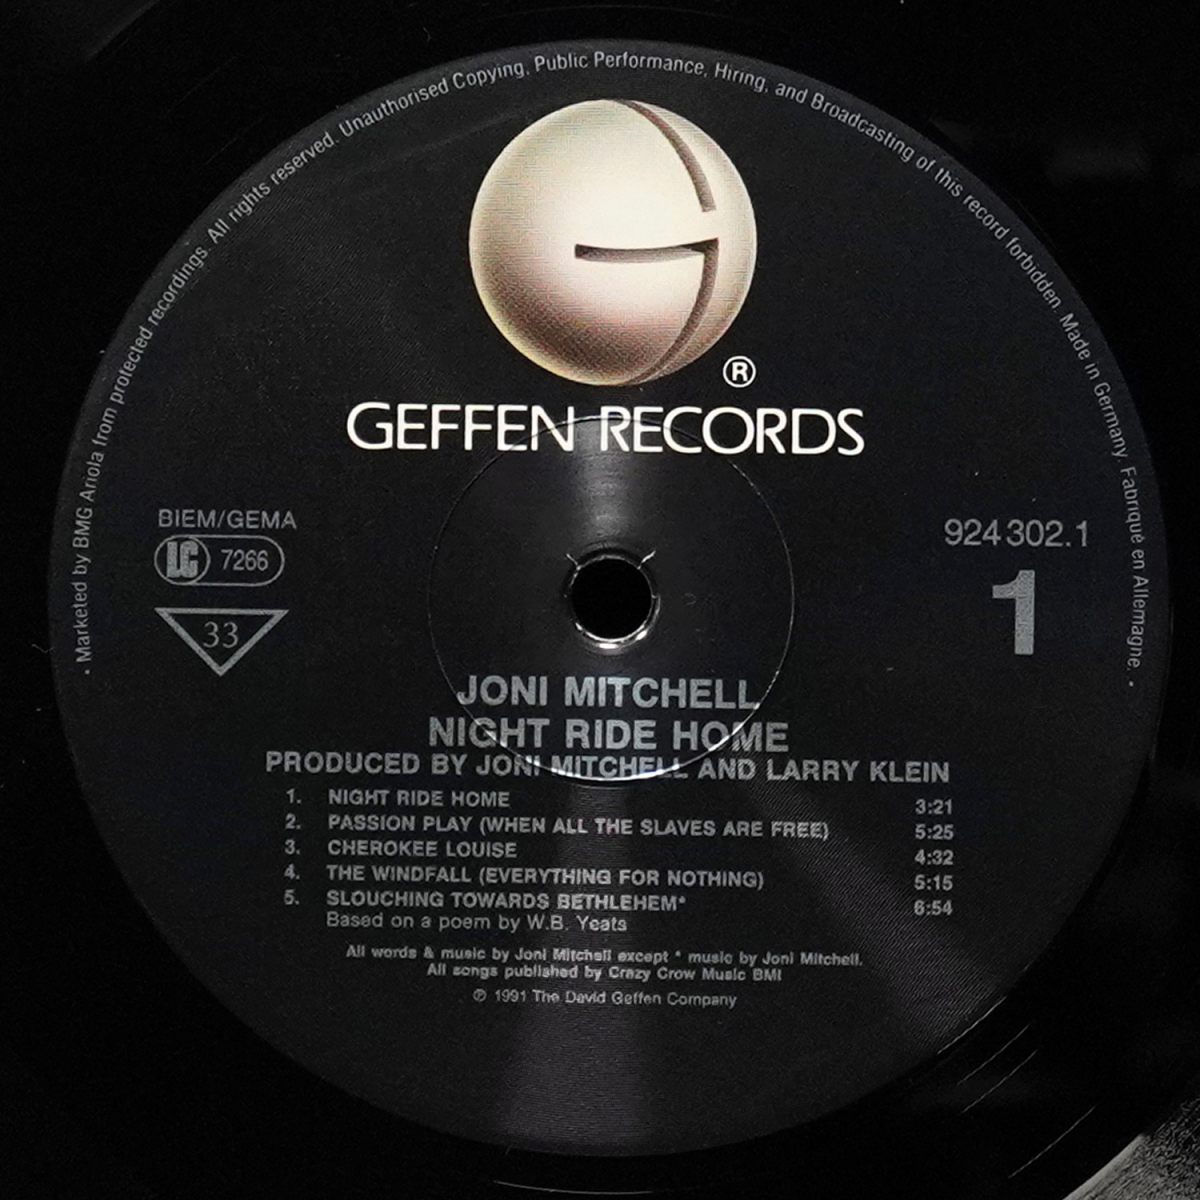 • Marketed by BMG Ariola from protected recordings. All rights reserved. Unauthorised Copying, Public Performance, Hiring, and Broadcasting of this record forbidden. Made in Germany. Fabriqué en Allemagne. •
®
GEFFEN RECORDS
BIEM/GEMA
LC 7266
33
924 302.1
1
JONI MITCHELL
NIGHT RIDE HOME
PRODUCED BY JONI MITCHELL AND LARRY KLEIN
1. NIGHT RIDE HOME 3:21
2. PASSION PLAY (WHEN ALL THE SLAVES ARE FREE) 5:25
3. CHEROKEE LOUISE 4:32
4. THE WINDFALL (EVERYTHING FOR NOTHING) 5:15
5. SLOUCHING TOWARDS BETHLEHEM* 6:54
Based on a poem by W.B. Yeats
All words & music by Joni Mitchell except * music by Joni Mitchell.
All songs published by Crazy Crow Music BMI
℗ 1991 The David Geffen Company